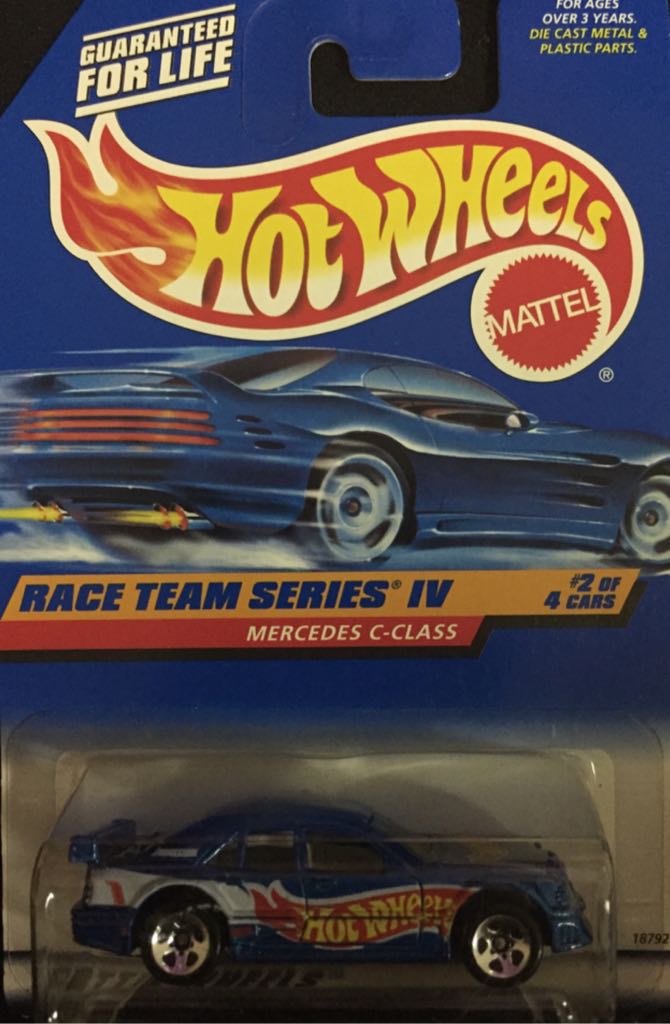 GUARANTEED
FOR LIFE
FOR AGES
OVER 3 YEARS.
DIE CAST METAL &
PLASTIC PARTS.
HOT WHEELS
MATTEL
®
RACE TEAM SERIES® IV
#2 OF
4 CARS
MERCEDES C-CLASS
1
HOT WHEELS
18792